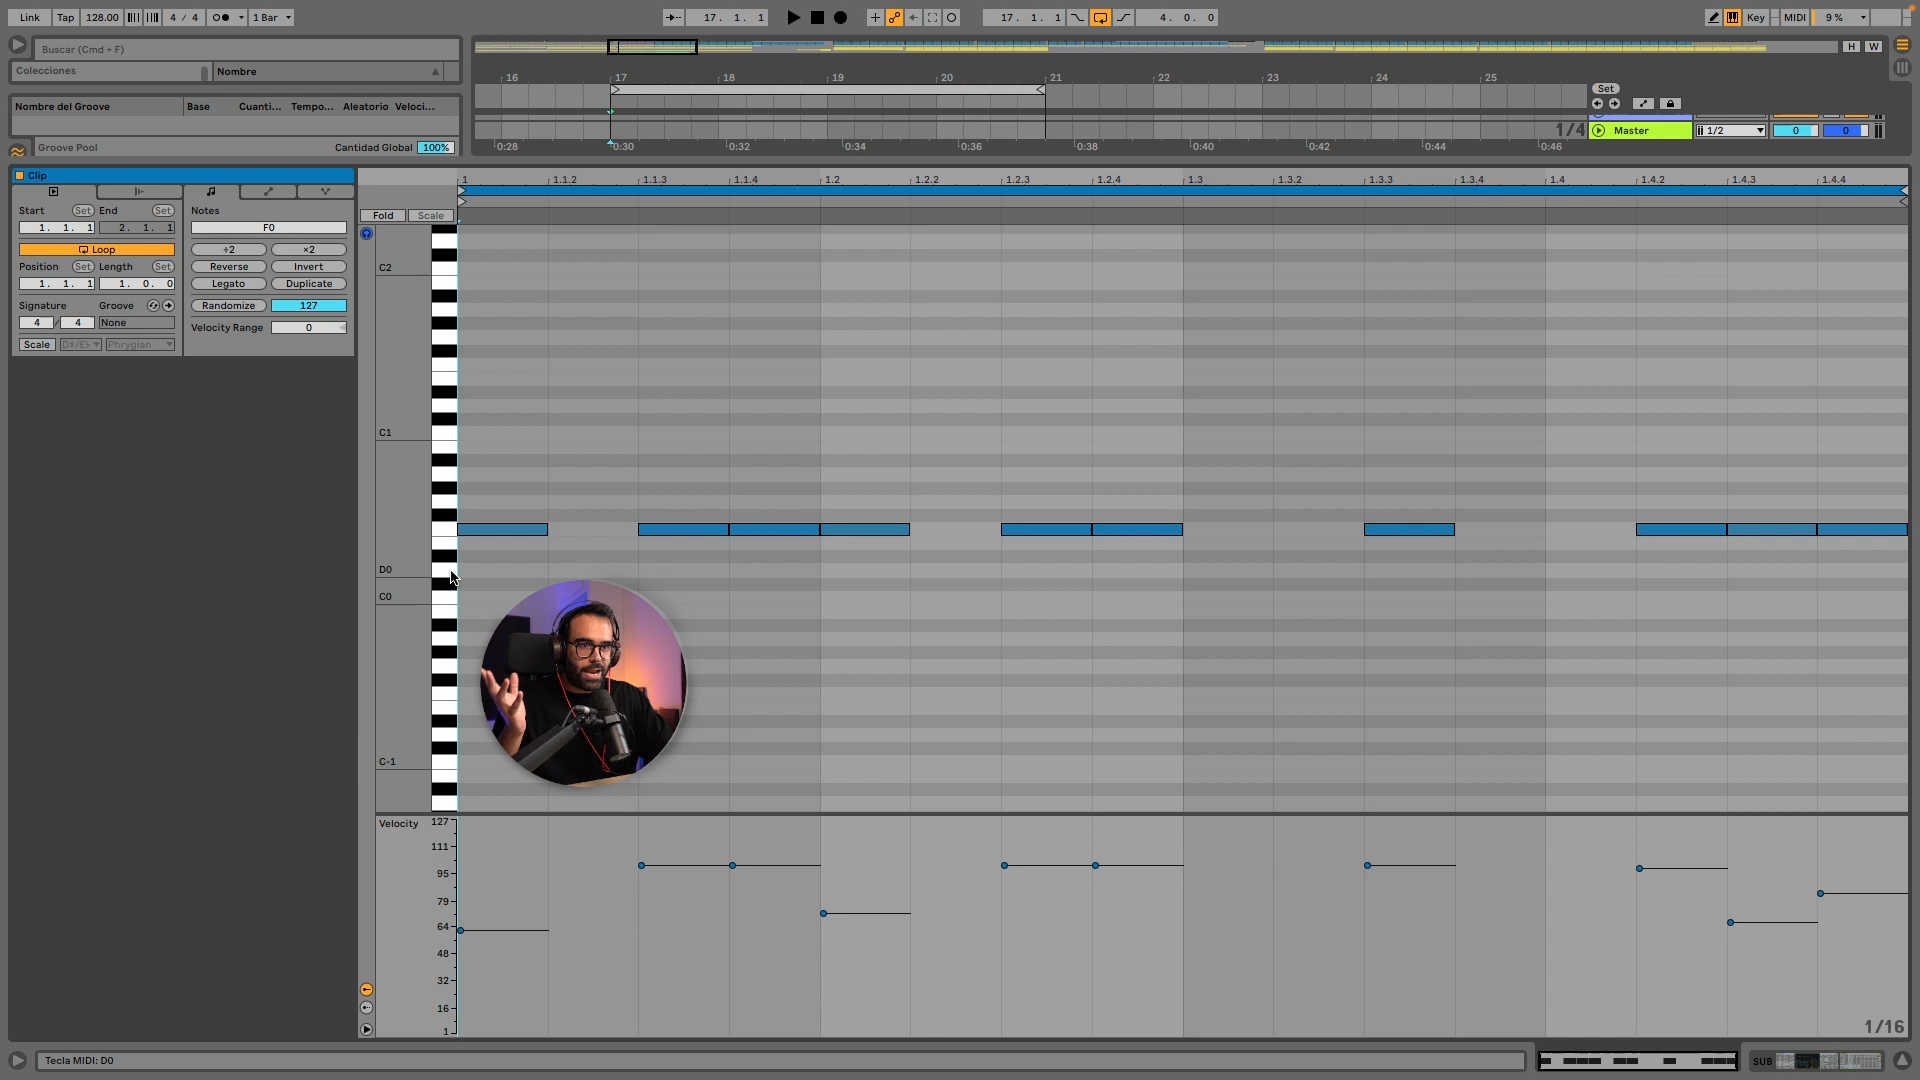 Link Tap 128.00 4 / 4 1 Bar 17. 1. 1 17. 1. 1 4. 0. 0 Key MIDI 9 %
Buscar (Cmd + F)
Colecciones Nombre
Nombre del Groove Base Cuanti... Tempo... Aleatorio Veloci...
Groove Pool Cantidad Global 100%
H W
16 17 18 19 20 21 22 23 24 25
Set
1/4 Master 1/2 0 0
0:28 0:30 0:32 0:34 0:36 0:38 0:40 0:42 0:44 0:46
Clip
Start Set End Set
1. 1. 1 2. 1. 1
Loop
Position Set Length Set
1. 1. 1 1. 0. 0
Signature Groove
4 / 4 None
Scale D#/Eb Phrygian
Notes
F0
÷2 ×2
Reverse Invert
Legato Duplicate
Randomize 127
Velocity Range 0
1 1.1.2 1.1.3 1.1.4 1.2 1.2.2 1.2.3 1.2.4 1.3 1.3.2 1.3.3 1.3.4 1.4 1.4.2 1.4.3 1.4.4
Fold Scale
C2
C1
D0
C0
C-1
Velocity 127
111
95
79
64
48
32
16
1
1/16
Tecla MIDI: D0
SUB